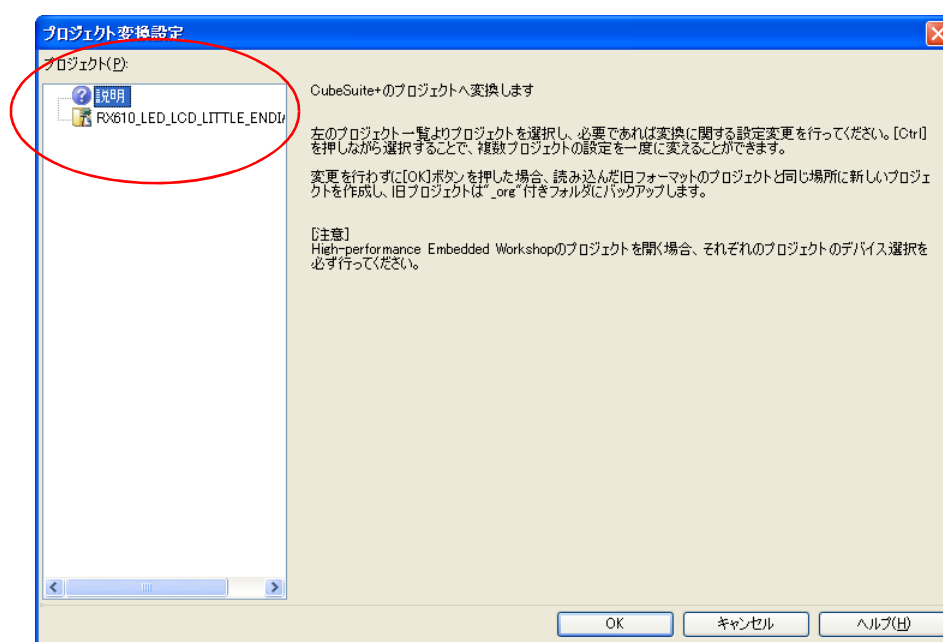 プロジェクト変換設定
プロジェクト(P):
説明
RX610_LED_LCD_LITTLE_ENDI
CubeSuite+のプロジェクトへ変換します
左のプロジェクト一覧よりプロジェクトを選択し、必要であれば変換に関する設定変更を行ってください。[Ctrl]
を押しながら選択することで、複数プロジェクトの設定を一度に変えることができます。
変更を行わずに[OK]ボタンを押した場合、読み込んだ旧フォーマットのプロジェクトと同じ場所に新しいプロジェ
クトを作成し、旧プロジェクトは"_org"付きフォルダにバックアップします。
[注意]
High-performance Embedded Workshopのプロジェクトを開く場合、それぞれのプロジェクトのデバイス選択を
必ず行ってください。
OK
キャンセル
ヘルプ(H)